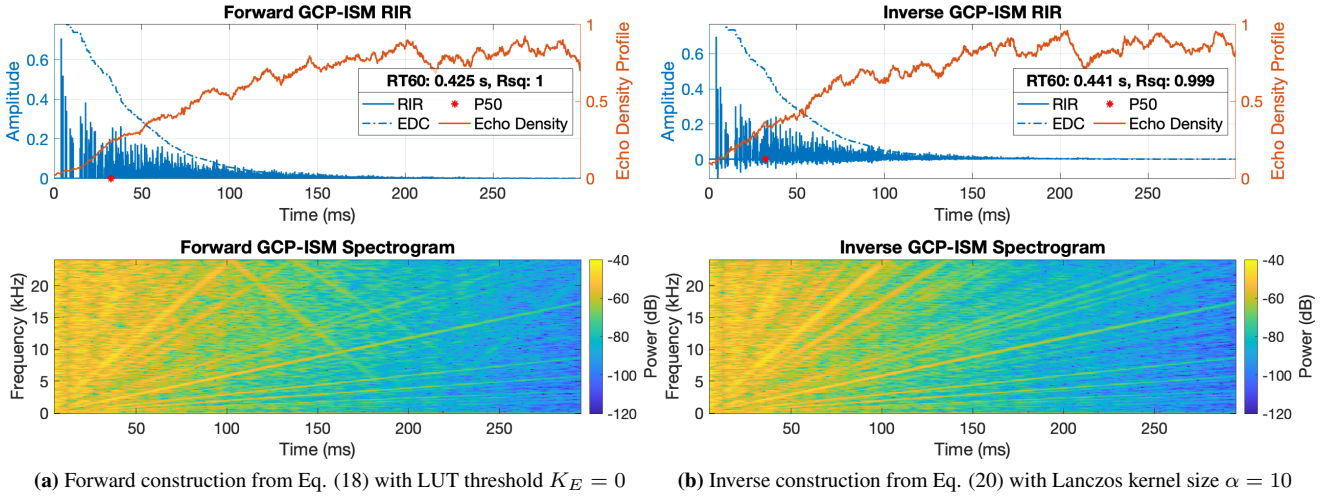 Forward GCP-ISM RIR
Amplitude
0.6
0.4
0.2
0
1
0.5
0
Echo Density Profile
RT60: 0.425 s, Rsq: 1
RIR
P50
EDC
Echo Density
50 100 150 200 250
Time (ms)
Inverse GCP-ISM RIR
Amplitude
0.8
0.6
0.4
0.2
0
1
0.5
0
Echo Density Profile
RT60: 0.441 s, Rsq: 0.999
RIR
P50
EDC
Echo Density
0 50 100 150 200 250
Time (ms)
Forward GCP-ISM Spectrogram
Frequency (kHz)
20
15
10
5
0
50 100 150 200 250
Time (ms)
-40
-60
-80
-100
-120
Power (dB)
Inverse GCP-ISM Spectrogram
Frequency (kHz)
20
15
10
5
0
50 100 150 200 250
Time (ms)
-40
-60
-80
-100
-120
Power (dB)
(a) Forward construction from Eq. (18) with LUT threshold K_E = 0
(b) Inverse construction from Eq. (20) with Lanczos kernel size α = 10